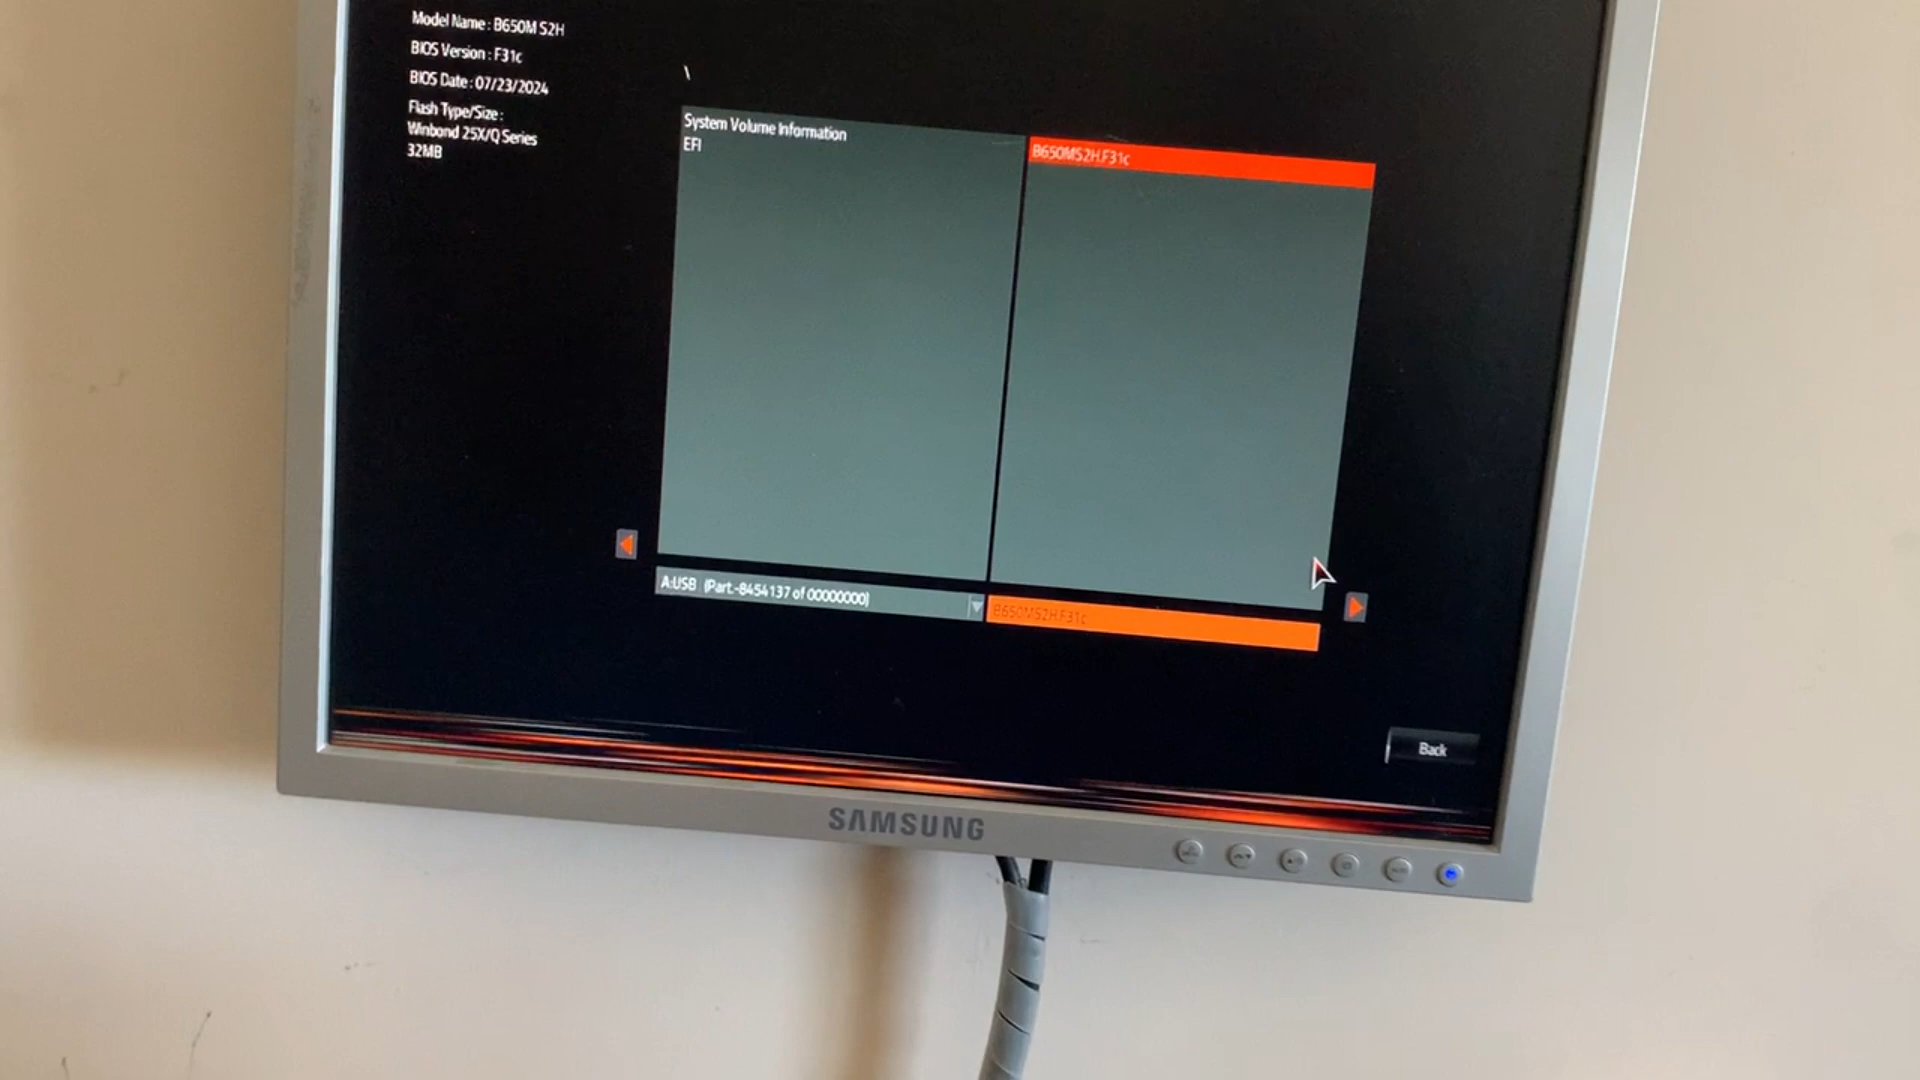 Model Name : B650M S2H
BIOS Version : F31c
BIOS Date : 07/23/2024
Flash Type/Size :
Winbond 25X/Q Series
32MB
\
System Volume Information
EFI
B650MS2H.F31c
A:USB (Part.-8454137 of 00000000)
B650MS2H.F31c
Back
SAMSUNG